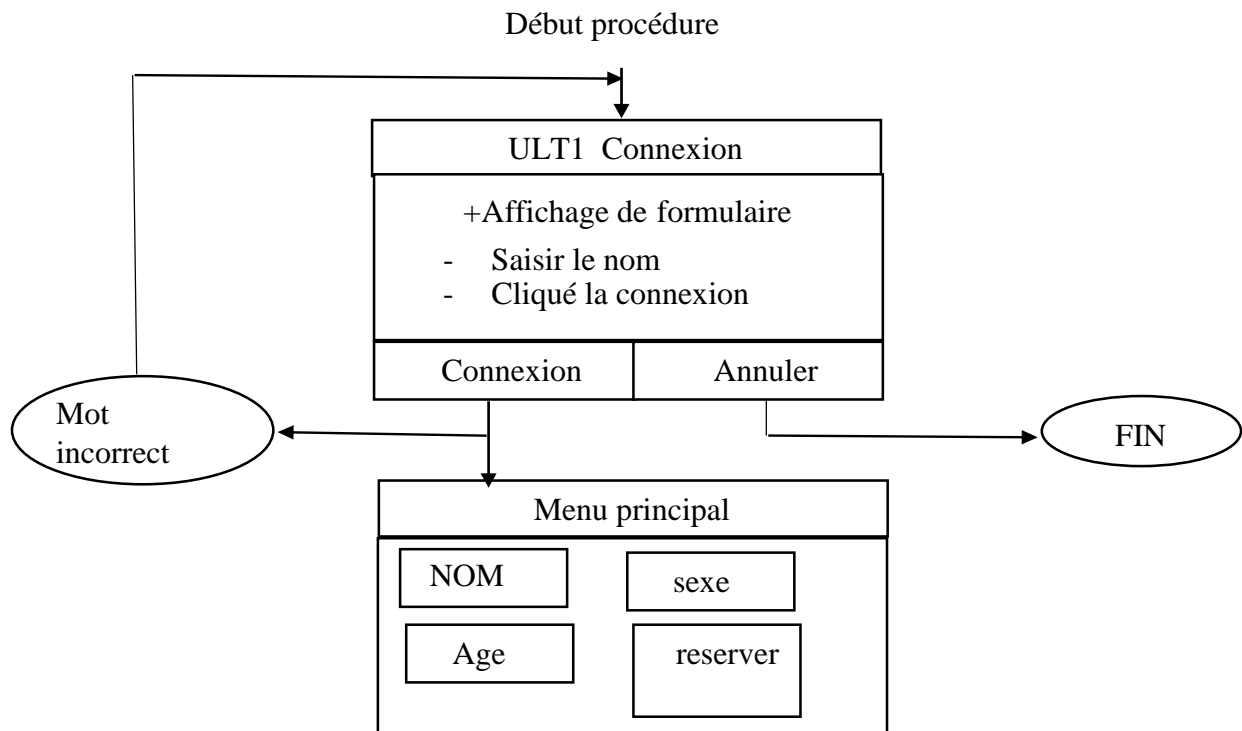 Début procédure
ULT1 Connexion
+Affichage de formulaire
- Saisir le nom
- Cliqué la connexion
Connexion
Annuler
Mot
incorrect
FIN
Menu principal
NOM
sexe
Age
reserver